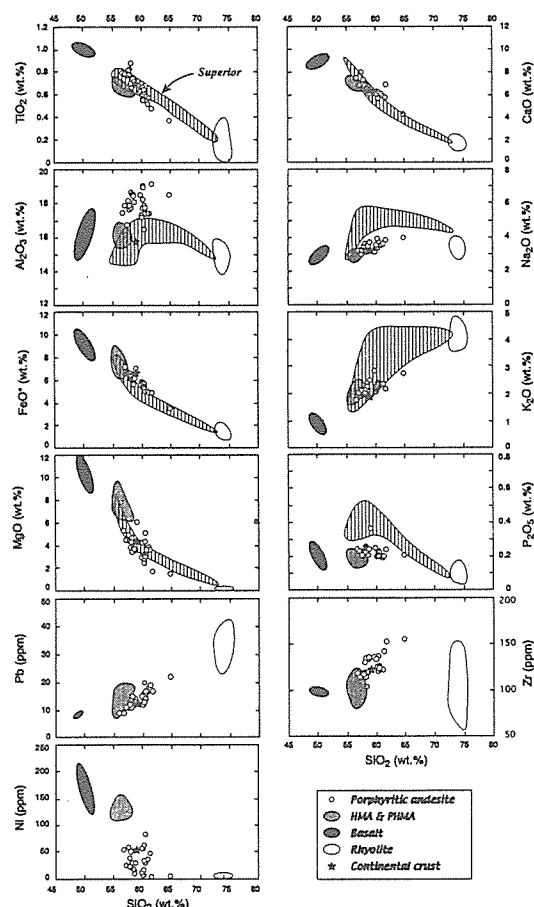 45 50 55 60 65 70 75 80
45 50 55 60 65 70 75 80
TiO₂ (wt.%)
1.2
1.0
0.8
0.6
0.4
0.2
0
Superior
CaO (wt.%)
12
10
8
6
4
2
0
Al₂O₃ (wt.%)
20
18
16
14
12
Na₂O (wt.%)
8
6
4
2
0
FeO* (wt.%)
10
8
6
4
2
0
K₂O (wt.%)
5
4
3
2
1
0
MgO (wt.%)
12
10
8
6
4
2
0
P₂O₅ (wt.%)
0.8
0.6
0.4
0.2
0
Pb (ppm)
50
40
30
20
10
0
Zr (ppm)
200
150
100
50
45 50 55 60 65 70 75 80
SiO₂ (wt.%)
Ni (ppm)
250
200
150
100
50
0
45 50 55 60 65 70 75 80
SiO₂ (wt.%)
Porphyritic andesite
HMA & PHMA
Basalt
Rhyolite
Continental crust